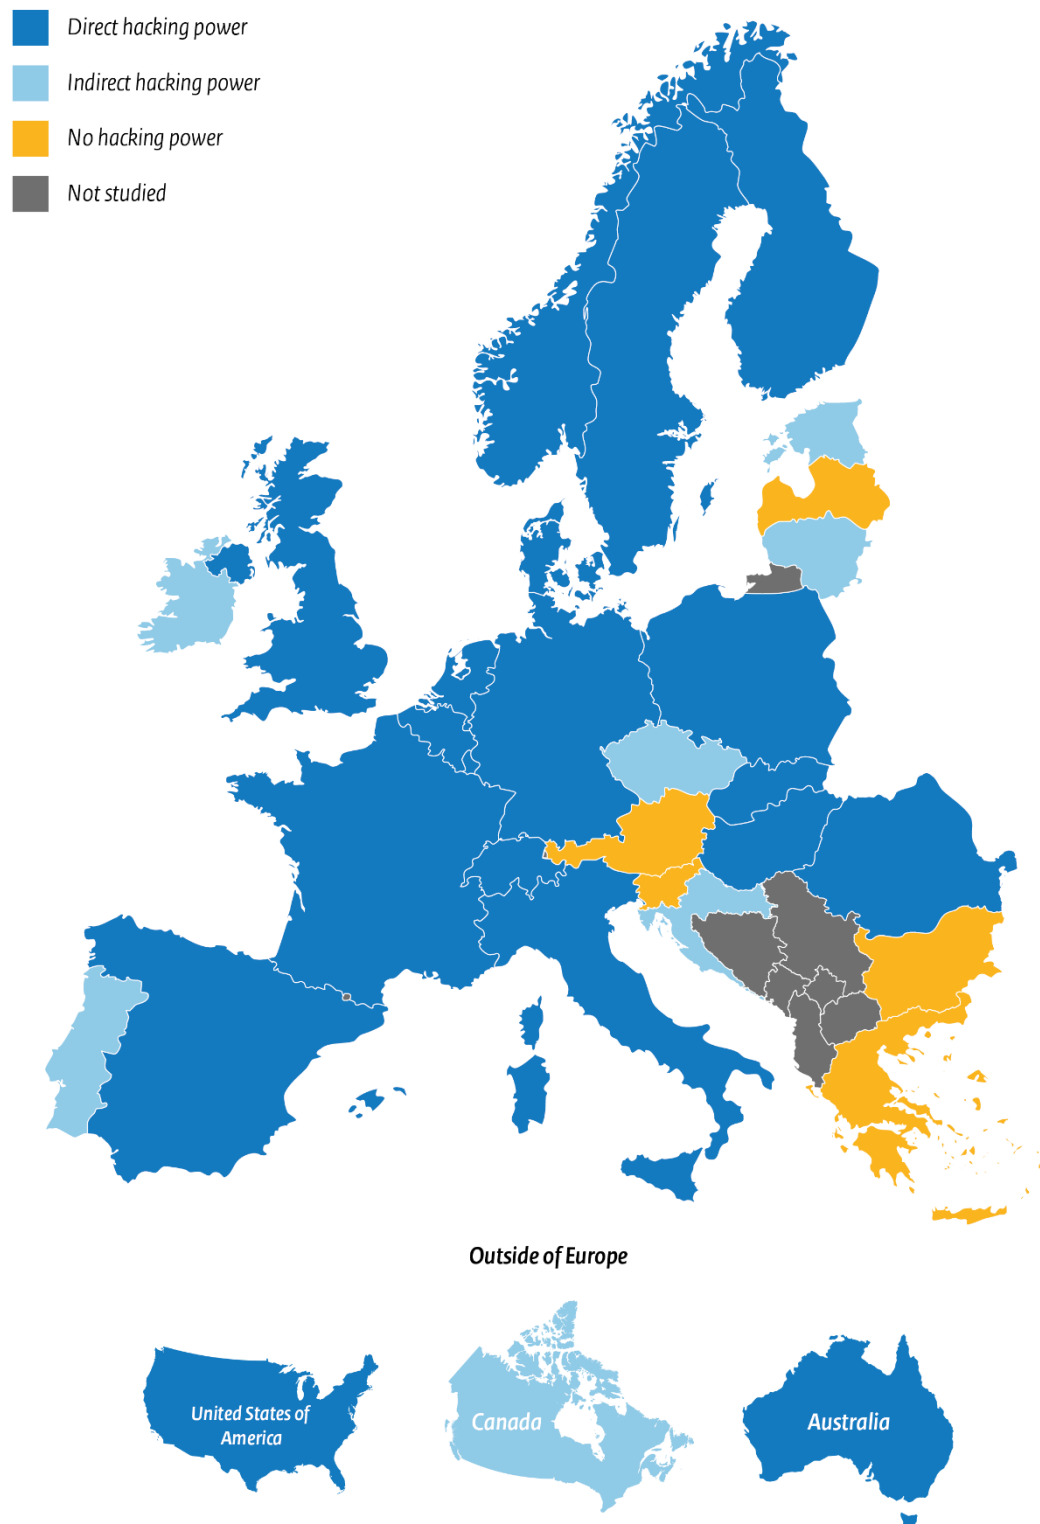 Direct hacking power
Indirect hacking power
No hacking power
Not studied
Outside of Europe
United States of
America
Canada
Australia